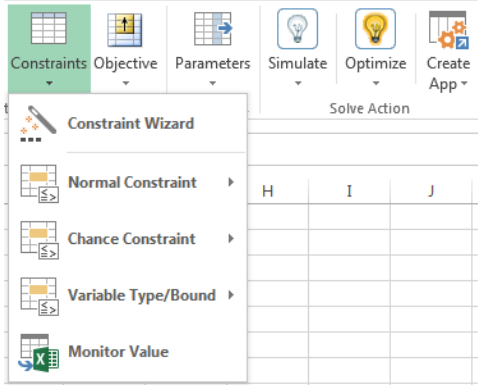 Constraints Objective Parameters Simulate Optimize Create
App
Solve Action
Constraint Wizard
Normal Constraint
H I J
Chance Constraint
Variable Type/Bound
Monitor Value